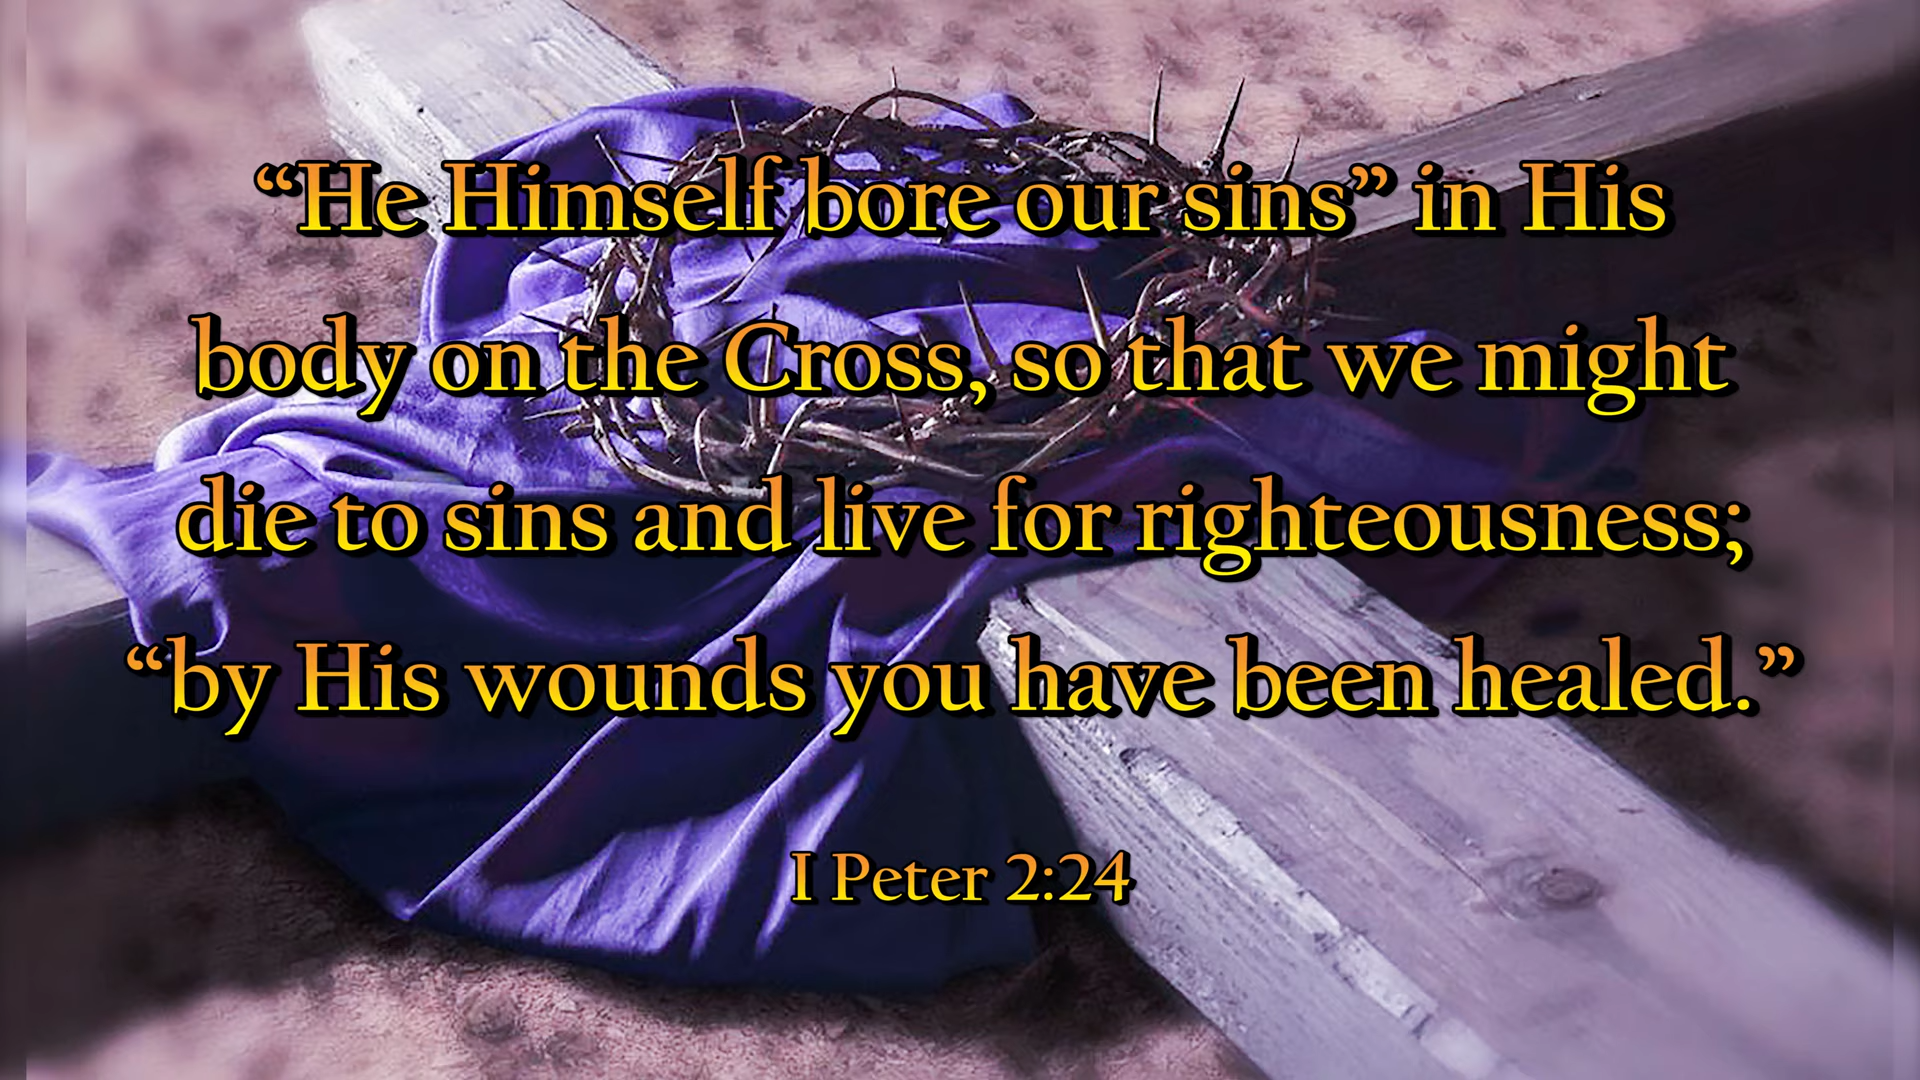 “He Himself bore our sins” in His
body on the Cross, so that we might
die to sins and live for righteousness;
“by His wounds you have been healed.”
I Peter 2:24